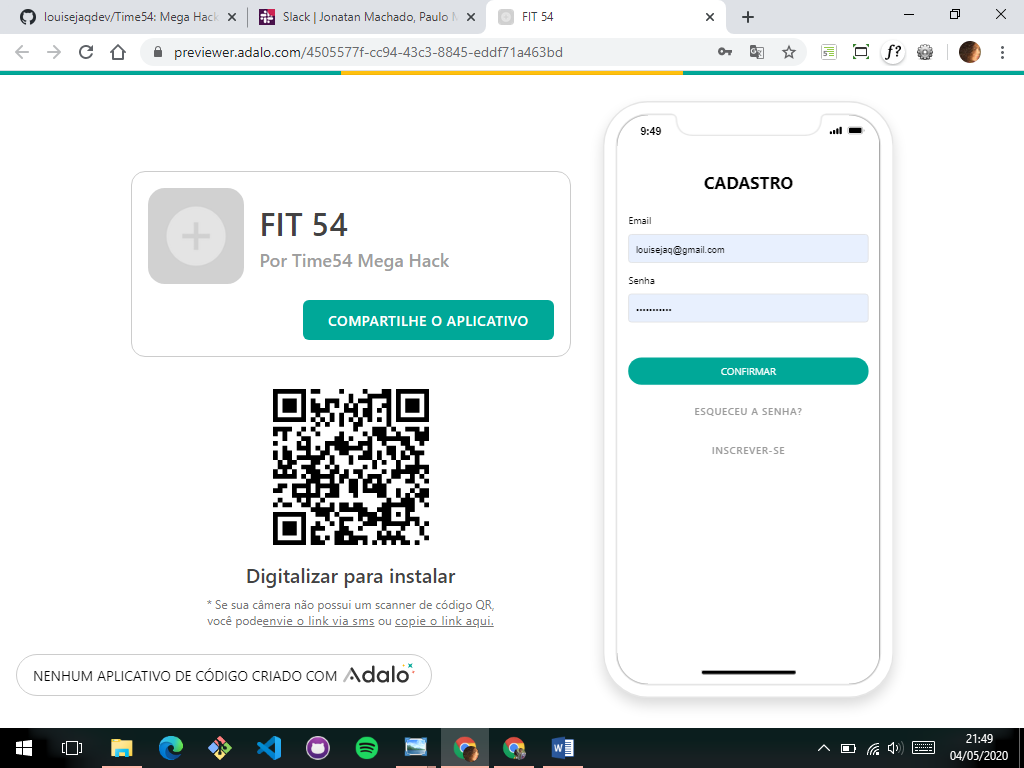 louisejaqdev/Time54: Mega Hack
Slack | Jonatan Machado, Paulo M
FIT 54
previewer.adalo.com/4505577f-cc94-43c3-8845-eddf71a463bd
f?
FIT 54
Por Time54 Mega Hack
COMPARTILHE O APLICATIVO
Digitalizar para instalar
* Se sua câmera não possui um scanner de código QR,
você podeenvie o link via sms ou copie o link aqui.
NENHUM APLICATIVO DE CÓDIGO CRIADO COM Adalo
9:49
CADASTRO
Email
louisejaq@gmail.com
Senha
•••••••••••
CONFIRMAR
ESQUECEU A SENHA?
INSCREVER-SE
21:49
04/05/2020